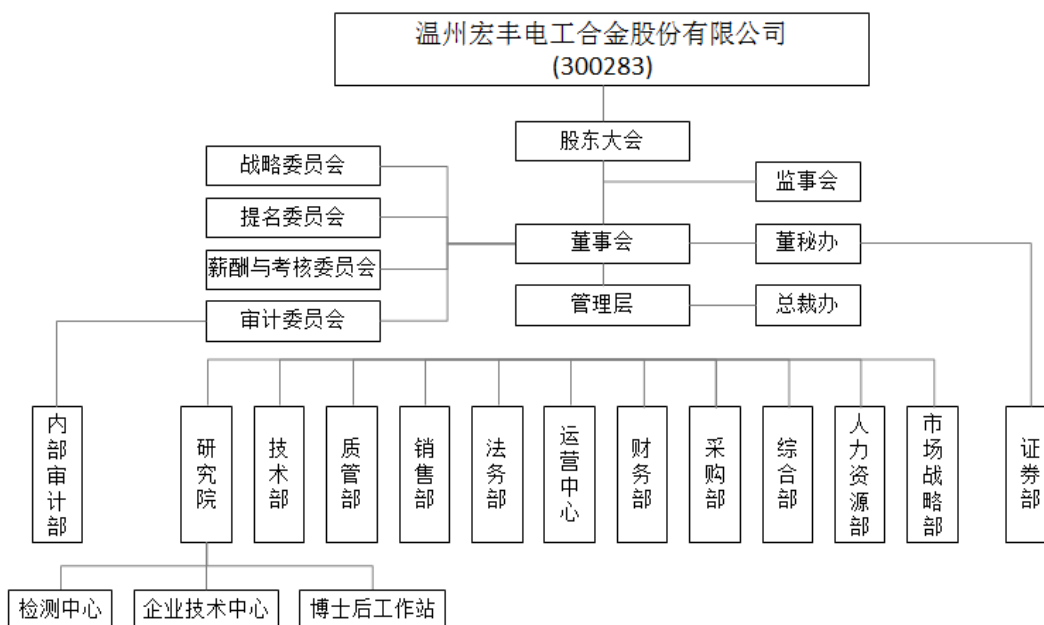 温州宏丰电工合金股份有限公司
(300283)
股东大会
战略委员会
监事会
提名委员会
董事会
董秘办
薪酬与考核委员会
管理层
总裁办
审计委员会
内部审计部
研究院
技术部
质管部
销售部
法务部
运营中心
财务部
采购部
综合部
人力资源部
市场战略部
证券部
检测中心
企业技术中心
博士后工作站